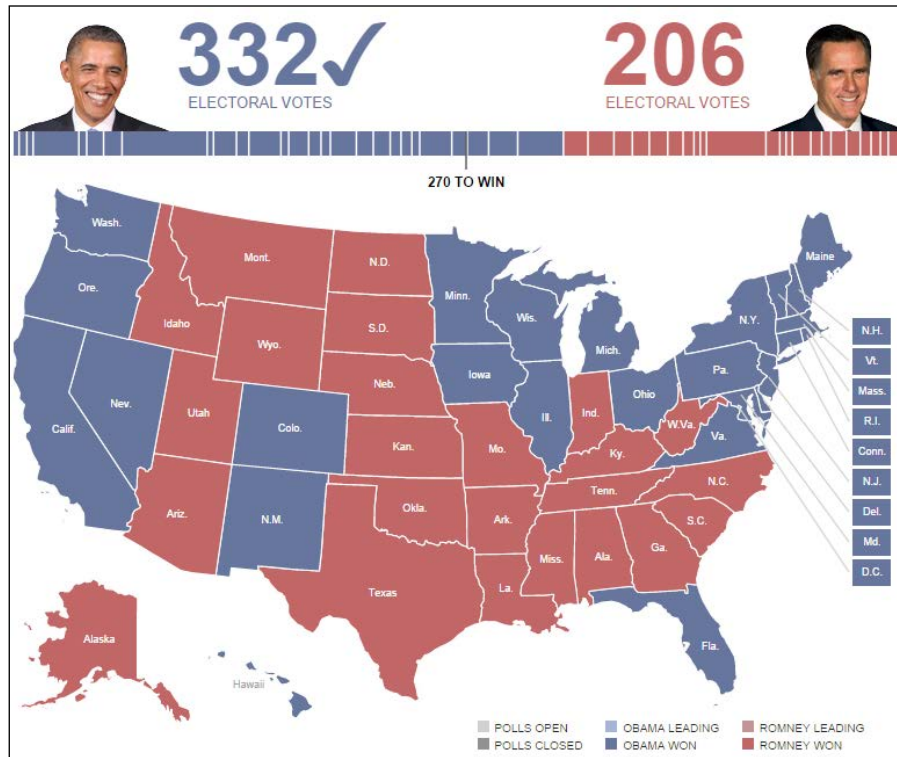 332✓ 206
ELECTORAL VOTES ELECTORAL VOTES
270 TO WIN
Wash.
Mont.
N.D.
Minn.
Maine
Ore.
Idaho
Wyo.
S.D.
Wis.
Mich.
N.Y.
N.H.
Vt.
Mass.
R.I.
Conn.
N.J.
Del.
Md.
D.C.
Calif.
Nev.
Utah
Colo.
Neb.
Iowa
Ill.
Ind.
Ohio
Pa.
W.Va.
Va.
Kan.
Mo.
Ky.
Ariz.
N.M.
Okla.
Ark.
Tenn.
N.C.
S.C.
Texas
La.
Miss.
Ala.
Ga.
Fla.
Alaska
Hawaii
POLLS OPEN OBAMA LEADING ROMNEY LEADING
POLLS CLOSED OBAMA WON ROMNEY WON